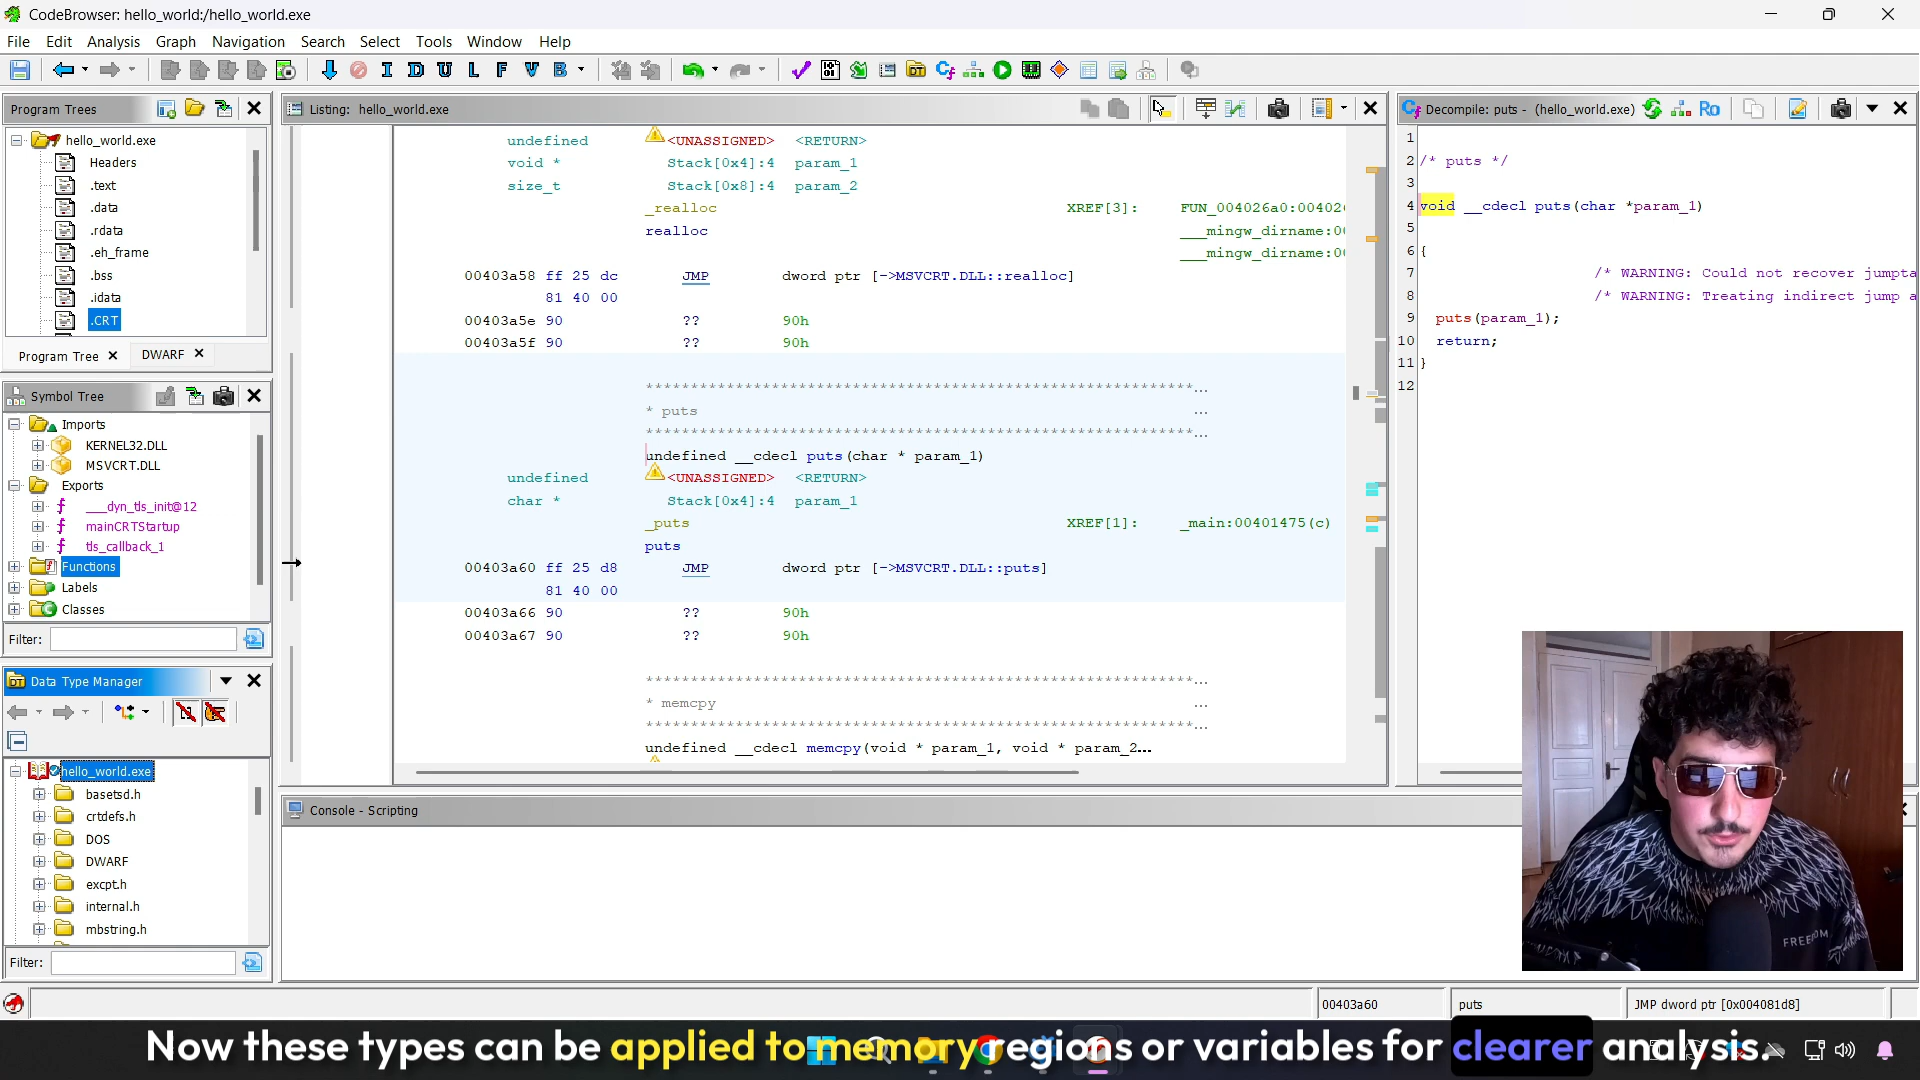 CodeBrowser: hello_world:/hello_world.exe
File Edit Analysis Graph Navigation Search Select Tools Window Help
I D U L F V B
Program Trees
hello_world.exe
Headers
.text
.data
.rdata
.eh_frame
.bss
.idata
.CRT
Program Tree DWARF
Symbol Tree
Imports
KERNEL32.DLL
MSVCRT.DLL
Exports
___dyn_tls_init@12
mainCRTStartup
tls_callback_1
Functions
Labels
Classes
Filter:
Data Type Manager
hello_world.exe
basetsd.h
crtdefs.h
DOS
DWARF
excpt.h
internal.h
mbstring.h
Filter:
Listing: hello_world.exe
undefined <UNASSIGNED> <RETURN>
void * Stack[0x4]:4 param_1
size_t Stack[0x8]:4 param_2
_realloc XREF[3]: FUN_004026a0:00402
realloc ___mingw_dirname:00
___mingw_dirname:00
00403a58 ff 25 dc JMP dword ptr [->MSVCRT.DLL::realloc]
81 40 00
00403a5e 90 ?? 90h
00403a5f 90 ?? 90h
*************************************************************...
* puts ...
*************************************************************...
undefined __cdecl puts(char * param_1)
undefined <UNASSIGNED> <RETURN>
char * Stack[0x4]:4 param_1
_puts XREF[1]: _main:00401475(c)
puts
00403a60 ff 25 d8 JMP dword ptr [->MSVCRT.DLL::puts]
81 40 00
00403a66 90 ?? 90h
00403a67 90 ?? 90h
*************************************************************...
* memcpy ...
*************************************************************...
undefined __cdecl memcpy(void * param_1, void * param_2...
Decompile: puts - (hello_world.exe)
1
2 /* puts */
3
4 void __cdecl puts(char *param_1)
5
6 {
7 /* WARNING: Could not recover jumpta
8 /* WARNING: Treating indirect jump a
9 puts(param_1);
10 return;
11 }
12
Console - Scripting
FREEDOM
00403a60 puts JMP dword ptr [0x004081d8]
Now these types can be applied to memory regions or variables for clearer analysis.